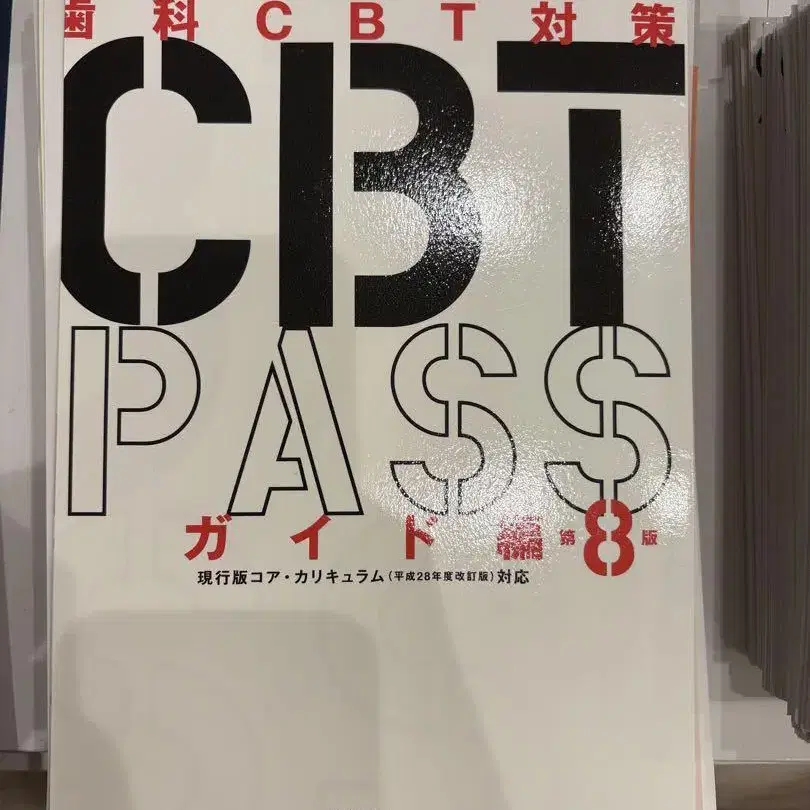 歯科CBT対策
CBT
PASS
ガイド編 第8版
現行版コア・カリキュラム(平成28年度改訂版)対応